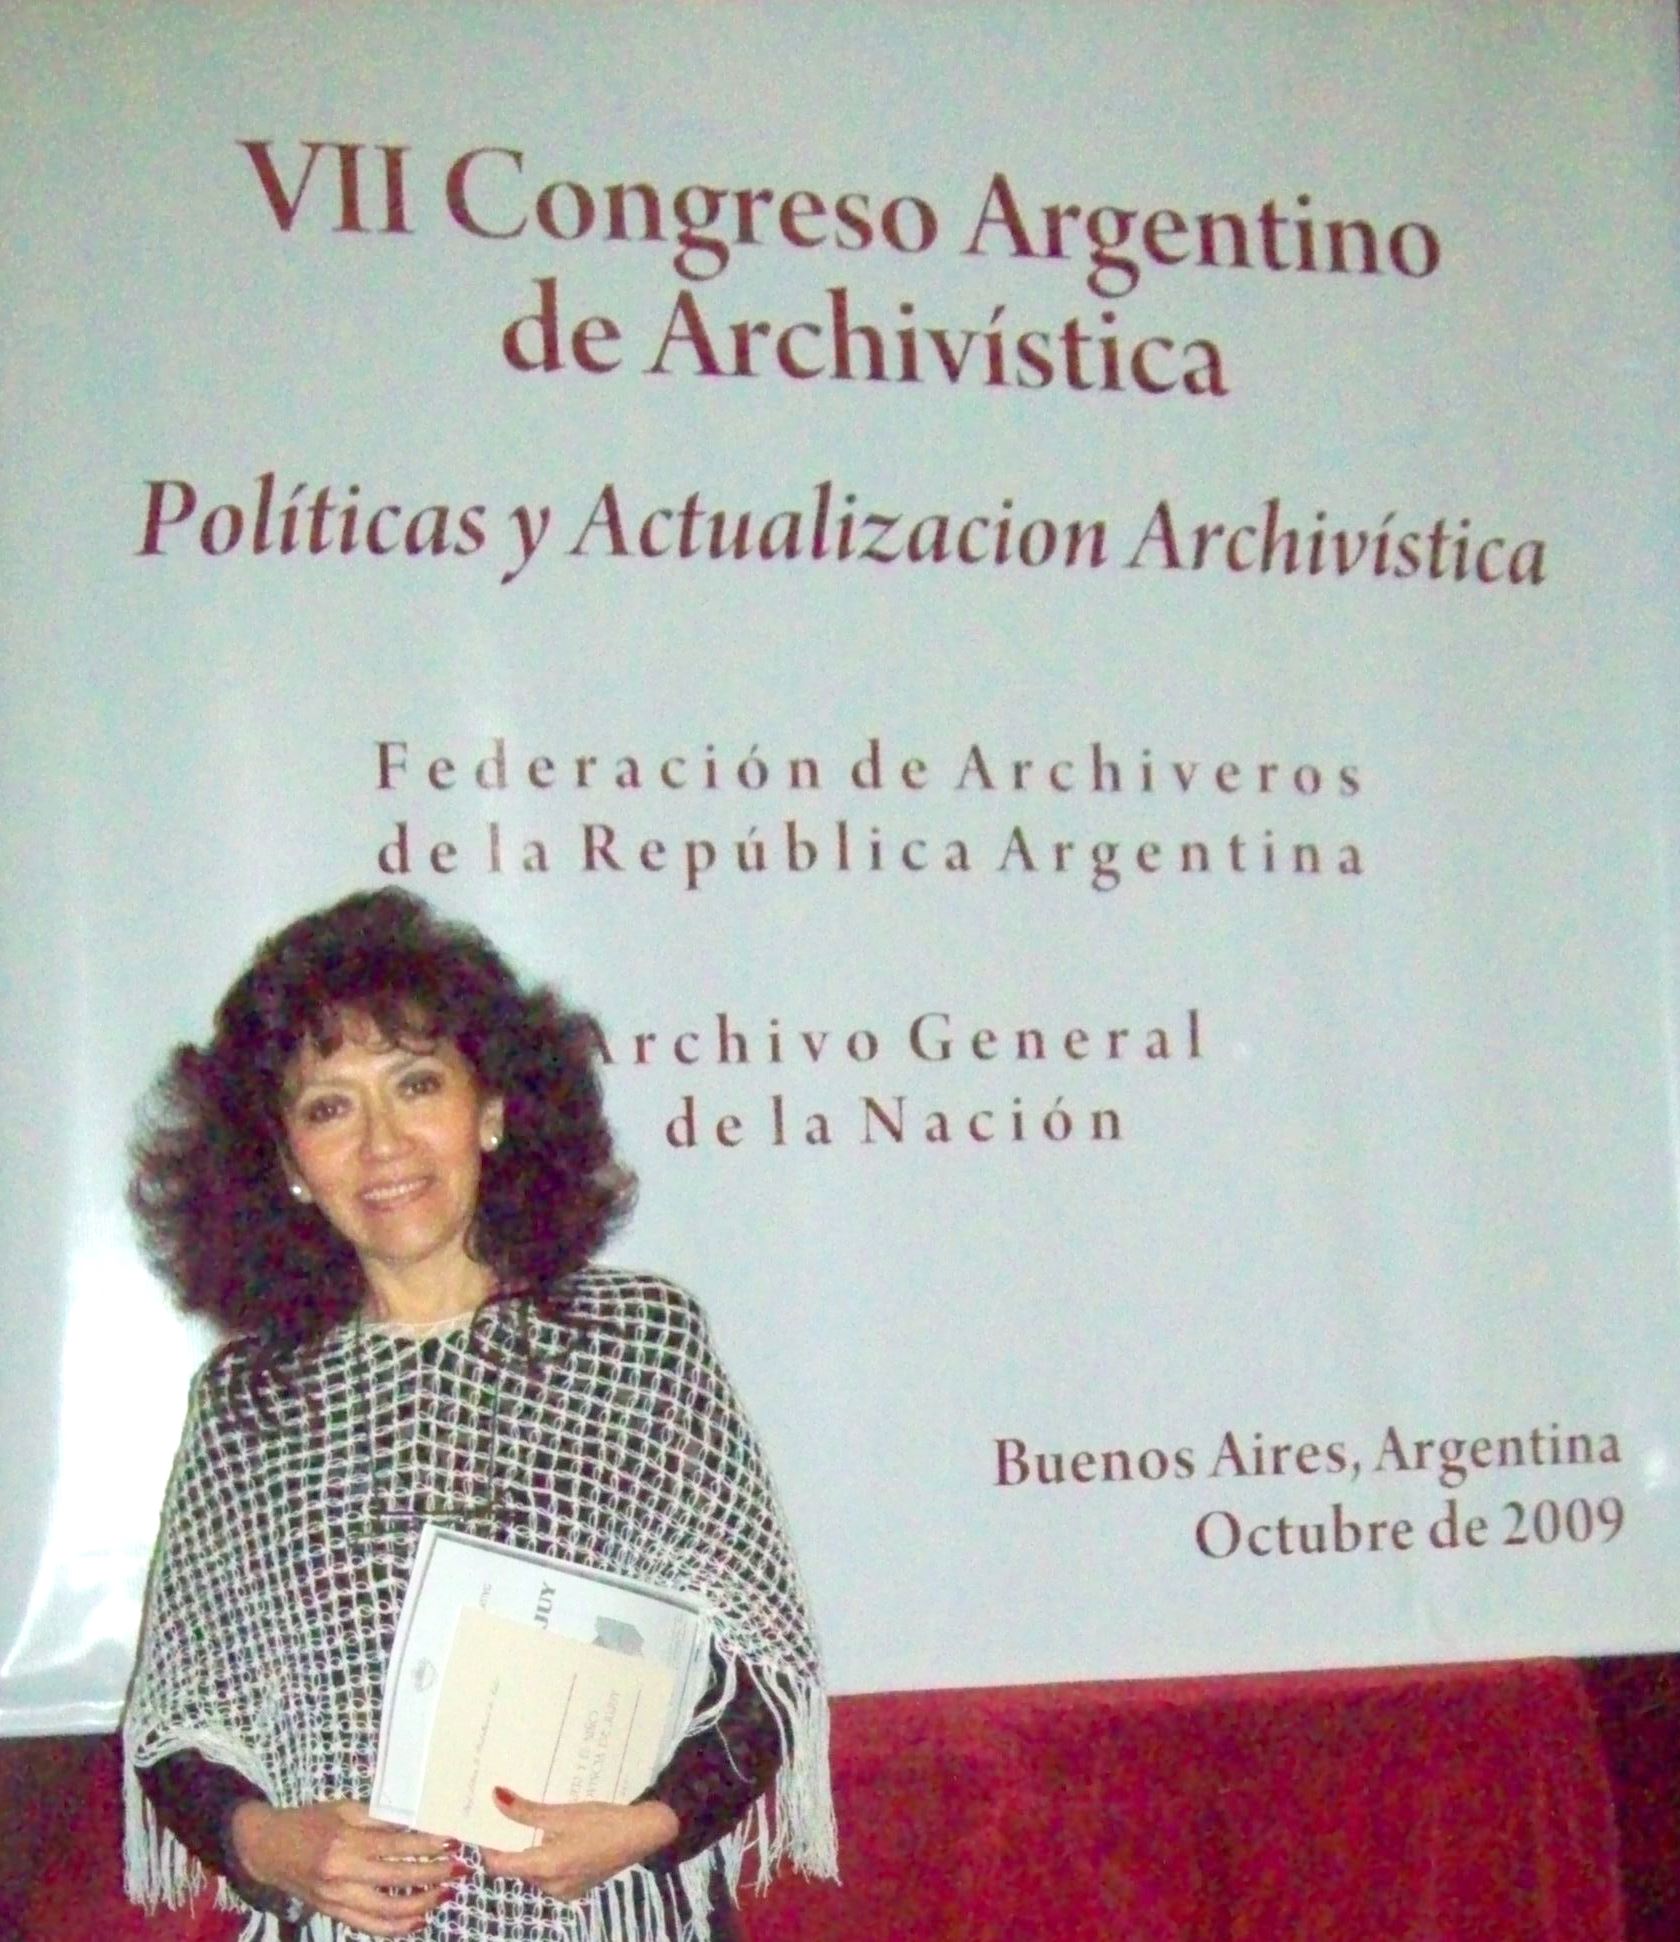 VII Congreso Argentino
de Archivística
Políticas y Actualizacion Archivística
Federación de Archiveros
de la República Argentina
Archivo General
de la Nación
Buenos Aires, Argentina
Octubre de 2009
JUY